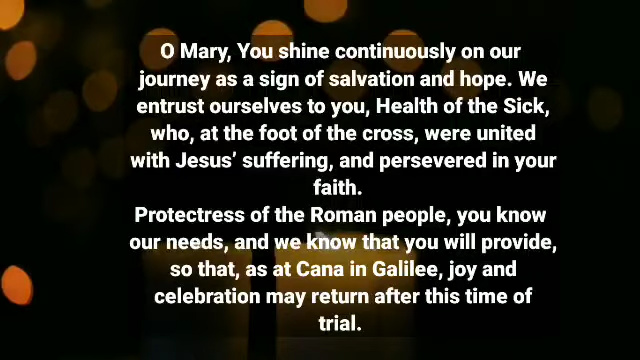 O Mary, You shine continuously on our
journey as a sign of salvation and hope. We
entrust ourselves to you, Health of the Sick,
who, at the foot of the cross, were united
with Jesus’ suffering, and persevered in your
faith.
Protectress of the Roman people, you know
our needs, and we know that you will provide,
so that, as at Cana in Galilee, joy and
celebration may return after this time of
trial.